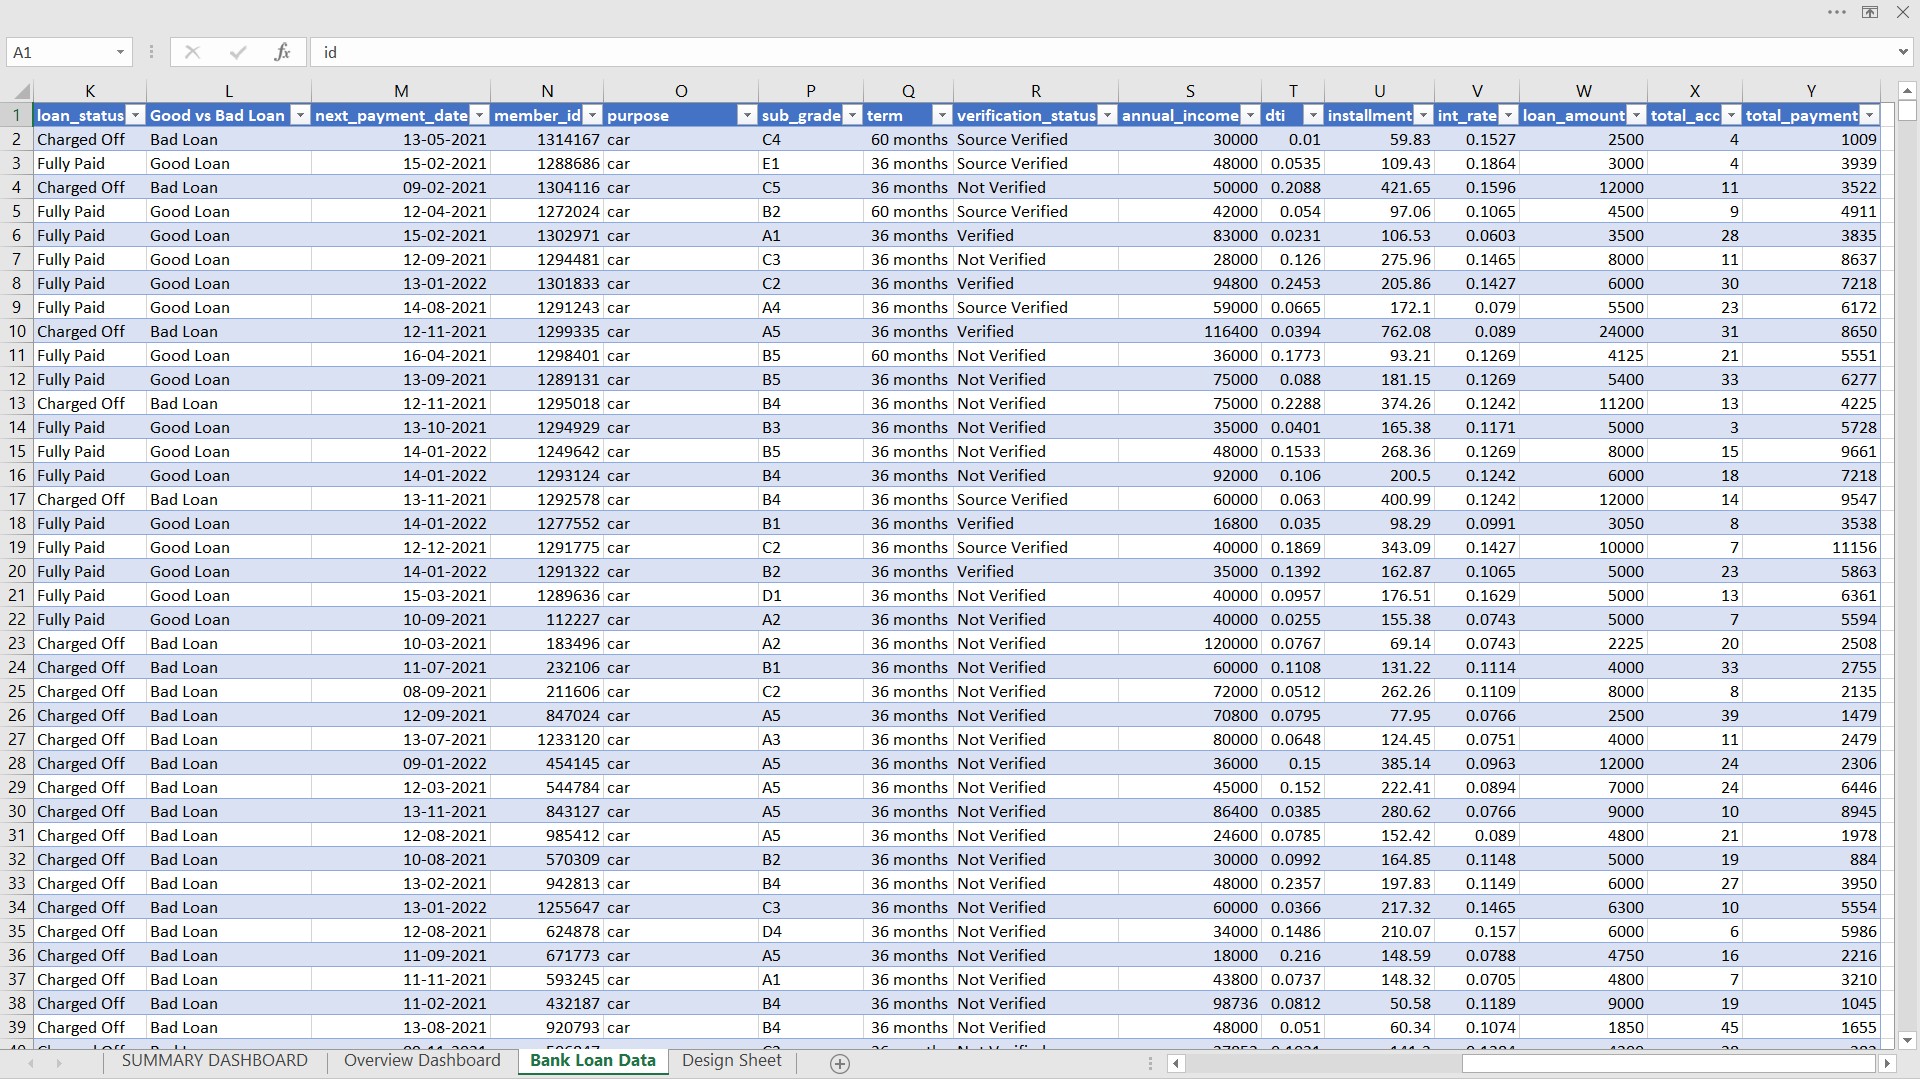 A1 fx id
K L M N O P Q R S T U V W X Y
1 loan_status Good vs Bad Loan next_payment_date member_id purpose sub_grade term verification_status annual_income dti installment int_rate loan_amount total_acc total_payment
2 Charged Off Bad Loan 13-05-2021 1314167 car C4 60 months Source Verified 30000 0.01 59.83 0.1527 2500 4 1009
3 Fully Paid Good Loan 15-02-2021 1288686 car E1 36 months Source Verified 48000 0.0535 109.43 0.1864 3000 4 3939
4 Charged Off Bad Loan 09-02-2021 1304116 car C5 36 months Not Verified 50000 0.2088 421.65 0.1596 12000 11 3522
5 Fully Paid Good Loan 12-04-2021 1272024 car B2 60 months Source Verified 42000 0.054 97.06 0.1065 4500 9 4911
6 Fully Paid Good Loan 15-02-2021 1302971 car A1 36 months Verified 83000 0.0231 106.53 0.0603 3500 28 3835
7 Fully Paid Good Loan 12-09-2021 1294481 car C3 36 months Not Verified 28000 0.126 275.96 0.1465 8000 11 8637
8 Fully Paid Good Loan 13-01-2022 1301833 car C2 36 months Verified 94800 0.2453 205.86 0.1427 6000 30 7218
9 Fully Paid Good Loan 14-08-2021 1291243 car A4 36 months Source Verified 59000 0.0665 172.1 0.079 5500 23 6172
10 Charged Off Bad Loan 12-11-2021 1299335 car A5 36 months Verified 116400 0.0394 762.08 0.089 24000 31 8650
11 Fully Paid Good Loan 16-04-2021 1298401 car B5 60 months Not Verified 36000 0.1773 93.21 0.1269 4125 21 5551
12 Fully Paid Good Loan 13-09-2021 1289131 car B5 36 months Not Verified 75000 0.088 181.15 0.1269 5400 33 6277
13 Charged Off Bad Loan 12-11-2021 1295018 car B4 36 months Not Verified 75000 0.2288 374.26 0.1242 11200 13 4225
14 Fully Paid Good Loan 13-10-2021 1294929 car B3 36 months Not Verified 35000 0.0401 165.38 0.1171 5000 3 5728
15 Fully Paid Good Loan 14-01-2022 1249642 car B5 36 months Not Verified 48000 0.1533 268.36 0.1269 8000 15 9661
16 Fully Paid Good Loan 14-01-2022 1293124 car B4 36 months Not Verified 92000 0.106 200.5 0.1242 6000 18 7218
17 Charged Off Bad Loan 13-11-2021 1292578 car B4 36 months Source Verified 60000 0.063 400.99 0.1242 12000 14 9547
18 Fully Paid Good Loan 14-01-2022 1277552 car B1 36 months Verified 16800 0.035 98.29 0.0991 3050 8 3538
19 Fully Paid Good Loan 12-12-2021 1291775 car C2 36 months Source Verified 40000 0.1869 343.09 0.1427 10000 7 11156
20 Fully Paid Good Loan 14-01-2022 1291322 car B2 36 months Verified 35000 0.1392 162.87 0.1065 5000 23 5863
21 Fully Paid Good Loan 15-03-2021 1289636 car D1 36 months Not Verified 40000 0.0957 176.51 0.1629 5000 13 6361
22 Fully Paid Good Loan 10-09-2021 112227 car A2 36 months Not Verified 40000 0.0255 155.38 0.0743 5000 7 5594
23 Charged Off Bad Loan 10-03-2021 183496 car A2 36 months Not Verified 120000 0.0767 69.14 0.0743 2225 20 2508
24 Charged Off Bad Loan 11-07-2021 232106 car B1 36 months Not Verified 60000 0.1108 131.22 0.1114 4000 33 2755
25 Charged Off Bad Loan 08-09-2021 211606 car C2 36 months Not Verified 72000 0.0512 262.26 0.1109 8000 8 2135
26 Charged Off Bad Loan 12-09-2021 847024 car A5 36 months Not Verified 70800 0.0795 77.95 0.0766 2500 39 1479
27 Charged Off Bad Loan 13-07-2021 1233120 car A3 36 months Not Verified 80000 0.0648 124.45 0.0751 4000 11 2479
28 Charged Off Bad Loan 09-01-2022 454145 car A5 36 months Not Verified 36000 0.15 385.14 0.0963 12000 24 2306
29 Charged Off Bad Loan 12-03-2021 544784 car A5 36 months Not Verified 45000 0.152 222.41 0.0894 7000 24 6446
30 Charged Off Bad Loan 13-11-2021 843127 car A5 36 months Not Verified 86400 0.0385 280.62 0.0766 9000 10 8945
31 Charged Off Bad Loan 12-08-2021 985412 car A5 36 months Not Verified 24600 0.0785 152.42 0.089 4800 21 1978
32 Charged Off Bad Loan 10-08-2021 570309 car B2 36 months Not Verified 30000 0.0992 164.85 0.1148 5000 19 884
33 Charged Off Bad Loan 13-02-2021 942813 car B4 36 months Not Verified 48000 0.2357 197.83 0.1149 6000 27 3950
34 Charged Off Bad Loan 13-01-2022 1255647 car C3 36 months Not Verified 60000 0.0366 217.32 0.1465 6300 10 5554
35 Charged Off Bad Loan 12-08-2021 624878 car D4 36 months Not Verified 34000 0.1486 210.07 0.157 6000 6 5986
36 Charged Off Bad Loan 11-09-2021 671773 car A5 36 months Not Verified 18000 0.216 148.59 0.0788 4750 16 2216
37 Charged Off Bad Loan 11-11-2021 593245 car A1 36 months Not Verified 43800 0.0737 148.32 0.0705 4800 7 3210
38 Charged Off Bad Loan 11-02-2021 432187 car B4 36 months Not Verified 98736 0.0812 50.58 0.1189 9000 19 1045
39 Charged Off Bad Loan 13-08-2021 920793 car B4 36 months Not Verified 48000 0.051 60.34 0.1074 1850 45 1655
SUMMARY DASHBOARD Overview Dashboard Bank Loan Data Design Sheet